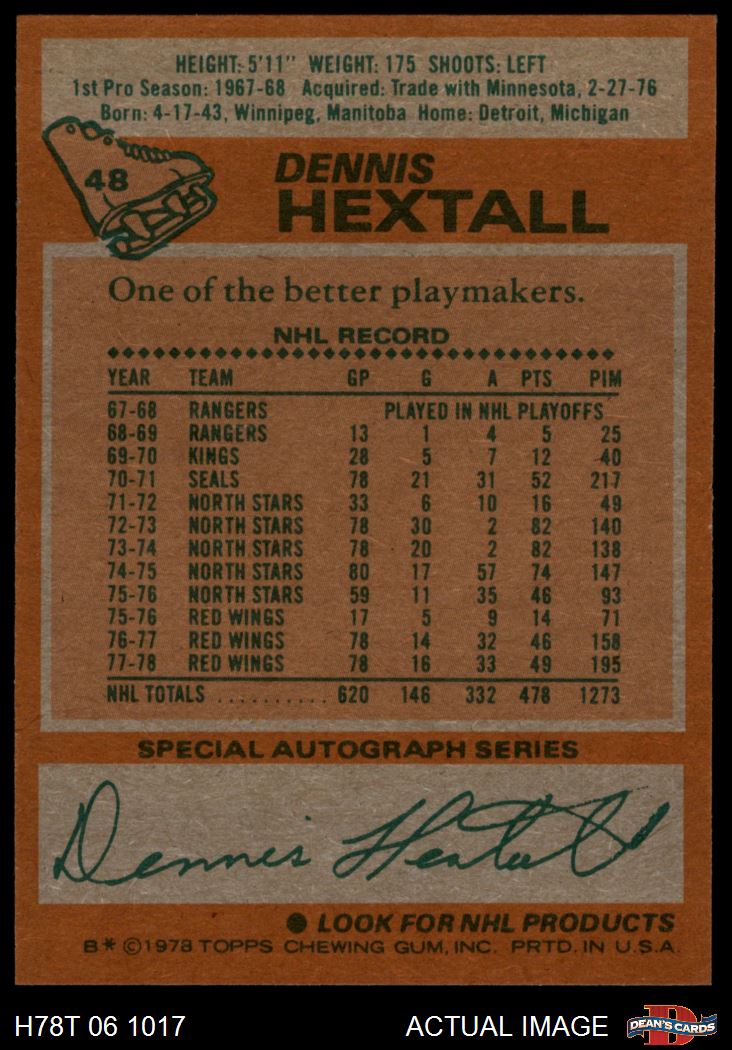 HEIGHT: 5'11" WEIGHT: 175 SHOOTS: LEFT
1st Pro Season: 1967-68 Acquired: Trade with Minnesota, 2-27-76
Born: 4-17-43, Winnipeg, Manitoba Home: Detroit, Michigan
48
DENNIS
HEXTALL
One of the better playmakers.
NHL RECORD
YEAR TEAM GP G A PTS PIM
67-68 RANGERS PLAYED IN NHL PLAYOFFS
68-69 RANGERS 13 1 4 5 25
69-70 KINGS 28 5 7 12 40
70-71 SEALS 78 21 31 52 217
71-72 NORTH STARS 33 6 10 16 49
72-73 NORTH STARS 78 30 2 82 140
73-74 NORTH STARS 78 20 2 82 138
74-75 NORTH STARS 80 17 57 74 147
75-76 NORTH STARS 59 11 35 46 93
75-76 RED WINGS 17 5 9 14 71
76-77 RED WINGS 78 14 32 46 158
77-78 RED WINGS 78 16 33 49 195
NHL TOTALS .......... 620 146 332 478 1273
SPECIAL AUTOGRAPH SERIES
Dennis Hextall
● LOOK FOR NHL PRODUCTS
B* ©1978 TOPPS CHEWING GUM, INC. PRTD. IN U.S.A.
H78T 06 1017 ACTUAL IMAGE DEAN'S CARDS